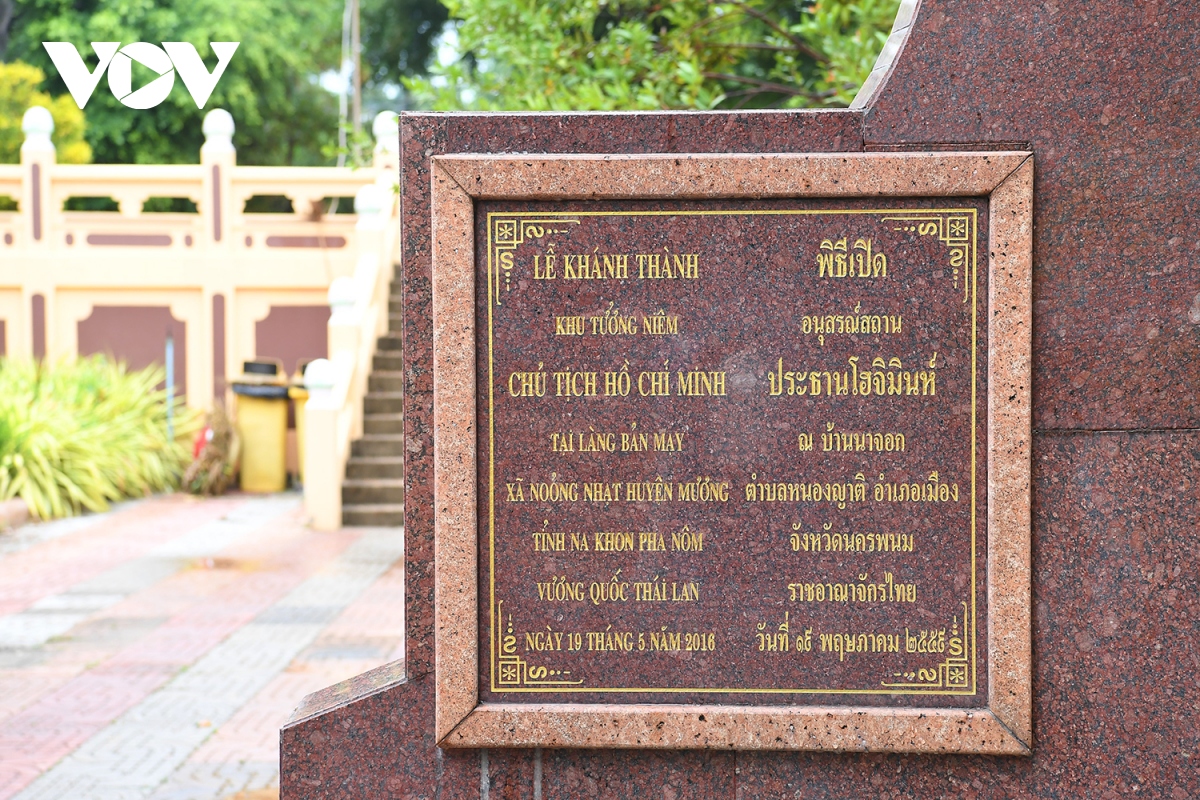 VOV
LỄ KHÁNH THÀNH พิธีเปิด
KHU TƯỞNG NIỆM อนุสรณ์สถาน
CHỦ TỊCH HỒ CHÍ MINH ประธานโฮจิมินห์
TẠI LÀNG BẢN MẠY ณ บ้านนาจอก
XÃ NOỎNG NHẠT HUYỆN MƯỞNG ตำบลหนองญาติ อำเภอเมือง
TỈNH NA KHON PHA NÔM จังหวัดนครพนม
VƯƠNG QUỐC THÁI LAN ราชอาณาจักรไทย
NGÀY 19 THÁNG 5 NĂM 2016 วันที่ ๑๙ พฤษภาคม ๒๕๕๙